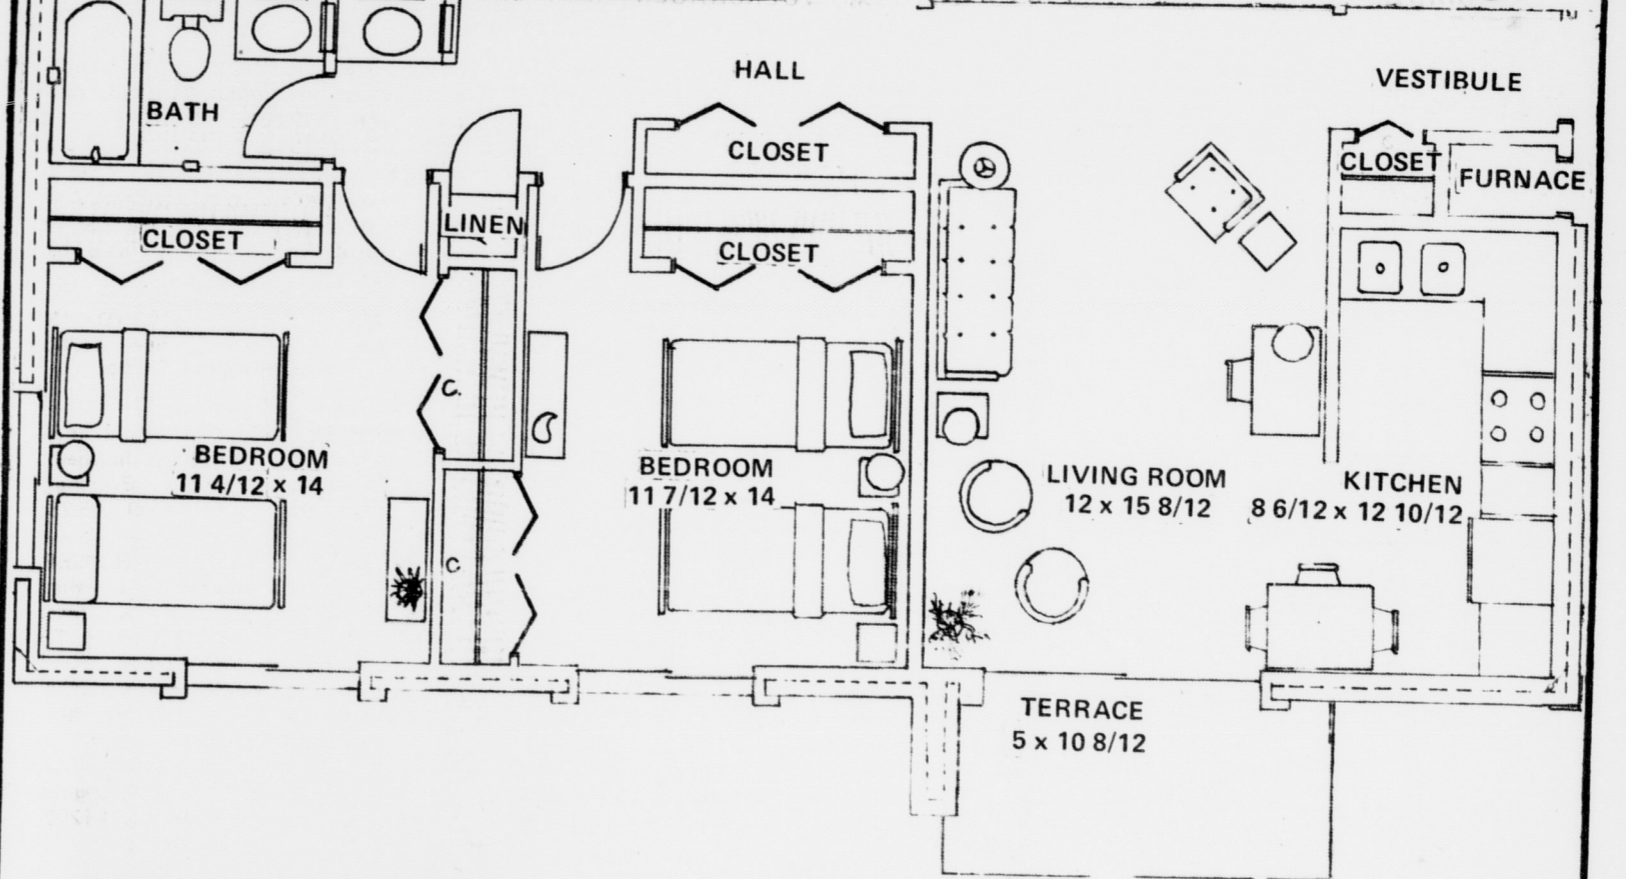 HALL
VESTIBULE
BATH
CLOSET
CLOSET
FURNACE
LINEN
CLOSET
CLOSET
C.
BEDROOM
11 4/12 x 14
BEDROOM
11 7/12 x 14
LIVING ROOM
12 x 15 8/12
KITCHEN
8 6/12 x 12 10/12
C
TERRACE
5 x 10 8/12